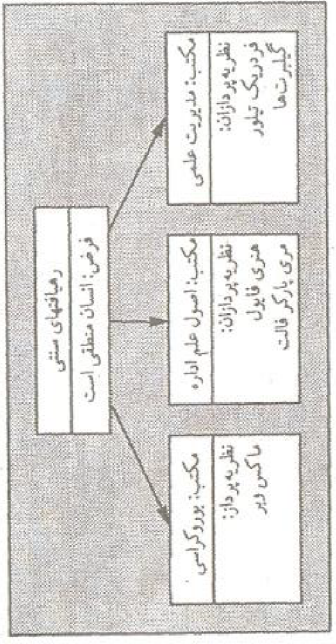 رهیافتهای سنتی
فرض: انسان منطقی است
مکتب: مدیریت علمی
نظریه‌پردازان:
فردریک تیلور
گیلبرت‌ها
مکتب: اصول علم اداره
نظریه‌پردازان:
هنری فایول
مری پارکر فالت
مکتب: بوروکراسی
نظریه‌پرداز:
ماکس وبر